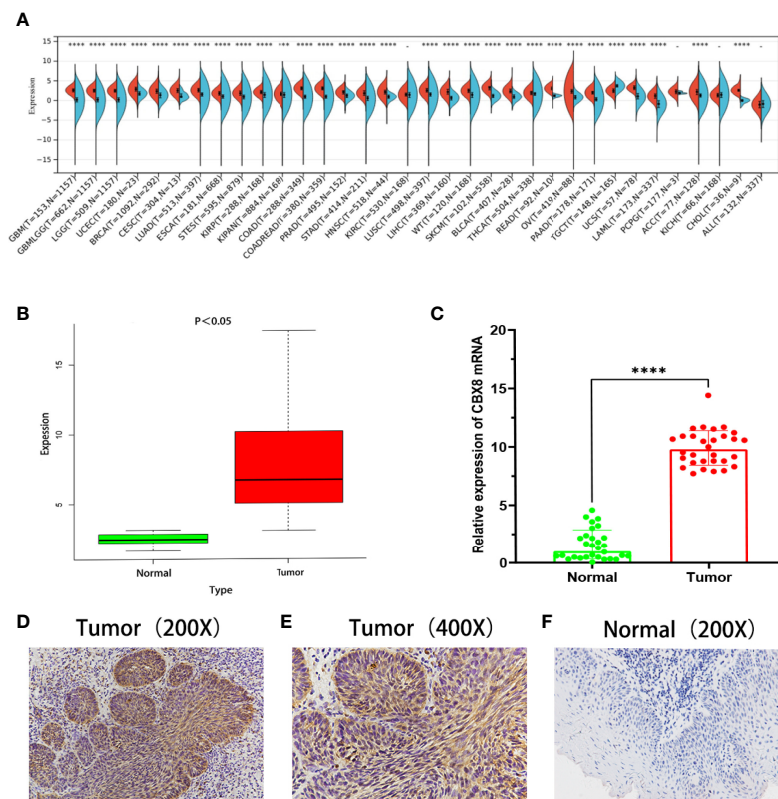 A
15
10
5
0
−5
−10
−15
Expression
**** **** **** **** **** **** **** **** **** **** **** **** **** **** **** **** - **** **** **** **** **** **** **** **** **** **** **** - **** - **** -
GBM(T=153,N=1157)
GBMLGG(T=662,N=1157)
LGG(T=509,N=1157)
UCEC(T=180,N=23)
BRCA(T=1092,N=292)
CESC(T=304,N=13)
LUAD(T=513,N=397)
ESCA(T=181,N=668)
STES(T=595,N=879)
KIRP(T=288,N=168)
KIPAN(T=884,N=168)
COAD(T=288,N=349)
COADREAD(T=380,N=359)
PRAD(T=495,N=152)
STAD(T=414,N=211)
HNSC(T=518,N=44)
KIRC(T=530,N=168)
LUSC(T=498,N=397)
LIHC(T=369,N=160)
WT(T=120,N=168)
SKCM(T=102,N=558)
BLCA(T=407,N=28)
THCA(T=504,N=338)
READ(T=92,N=10)
OV(T=419,N=88)
PAAD(T=178,N=171)
TGCT(T=148,N=165)
UCS(T=57,N=78)
LAML(T=173,N=337)
PCPG(T=177,N=3)
ACC(T=77,N=128)
KICH(T=66,N=168)
CHOL(T=36,N=9)
ALL(T=132,N=337)
B
P<0.05
15
10
5
Expession
Normal
Tumor
Type
C
20
15
10
5
0
Relative expression of CBX8 mRNA
****
Normal
Tumor
D
Tumor（200X）
E
Tumor（400X）
F
Normal（200X）